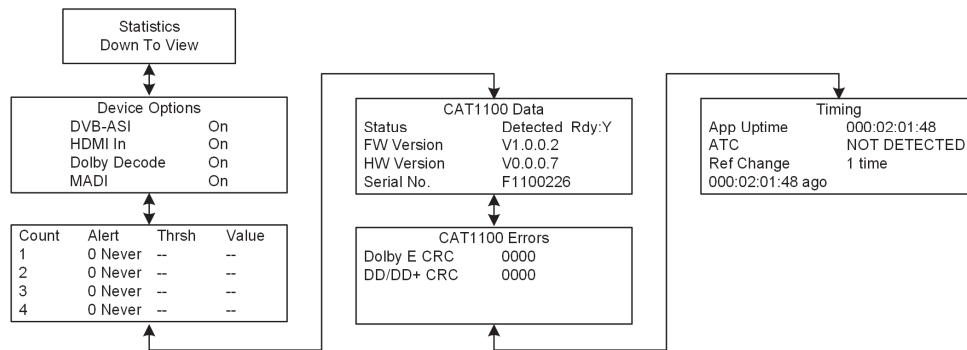 Statistics
Down To View
Device Options
DVB-ASI On
HDMI In On
Dolby Decode On
MADI On
Count Alert Thrsh Value
1 0 Never -- --
2 0 Never -- --
3 0 Never -- --
4 0 Never -- --
CAT1100 Data
Status Detected Rdy:Y
FW Version V1.0.0.2
HW Version V0.0.0.7
Serial No. F1100226
CAT1100 Errors
Dolby E CRC 0000
DD/DD+ CRC 0000
Timing
App Uptime 000:02:01:48
ATC NOT DETECTED
Ref Change 1 time
000:02:01:48 ago